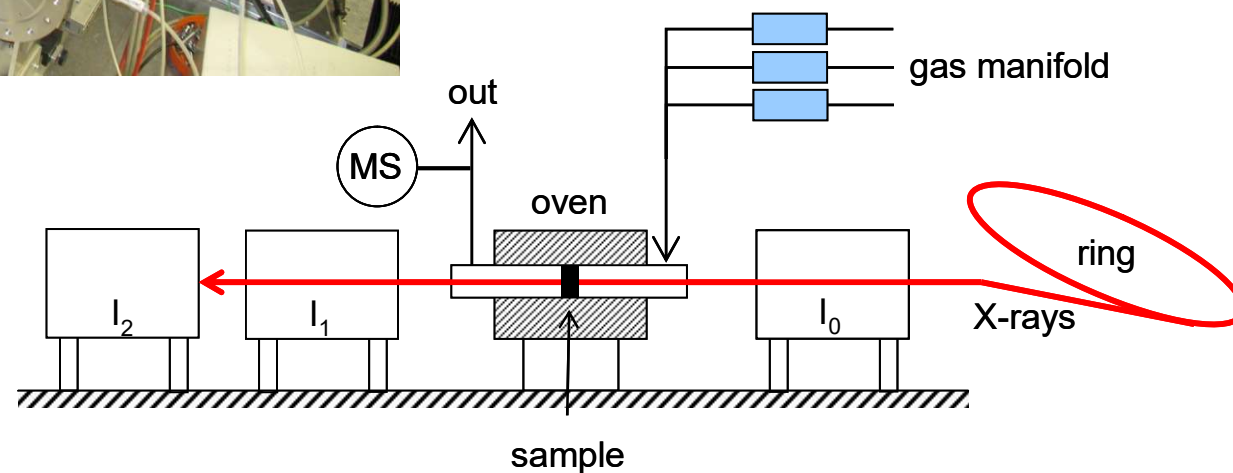 gas manifold
out
MS
oven
ring
I₂
I₁
I₀
X-rays
sample